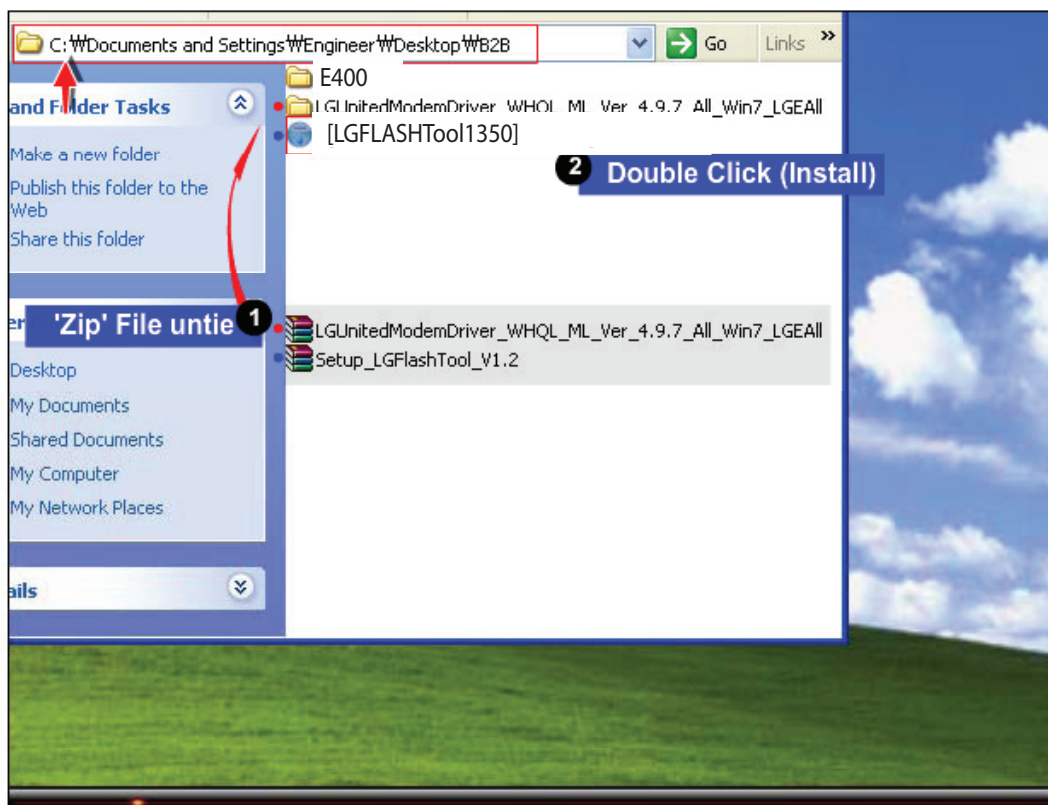 C:₩Documents and Settings₩Engineer₩Desktop₩B2B
Go
Links »
E400
and Folder Tasks
LGUnitedModemDriver_WHQL_ML_Ver_4.9.7_All_Win7_LGEAll
[LGFLASHTool1350]
Make a new folder
2 Double Click (Install)
Publish this folder to the
Web
Share this folder
er
'Zip' File untie 1
LGUnitedModemDriver_WHQL_ML_Ver_4.9.7_All_Win7_LGEAll
Setup_LGFlashTool_V1.2
Desktop
My Documents
Shared Documents
My Computer
My Network Places
ails